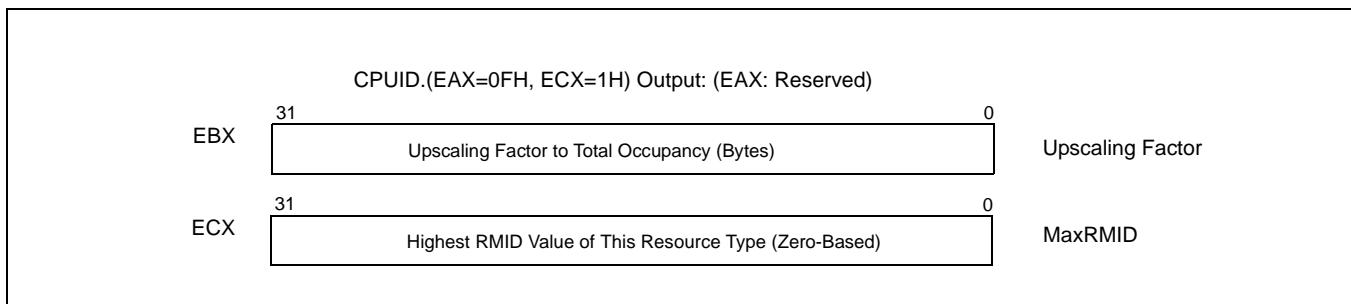 CPUID.(EAX=0FH, ECX=1H) Output: (EAX: Reserved)
31 0
EBX Upscaling Factor to Total Occupancy (Bytes) Upscaling Factor
31 0
ECX Highest RMID Value of This Resource Type (Zero-Based) MaxRMID